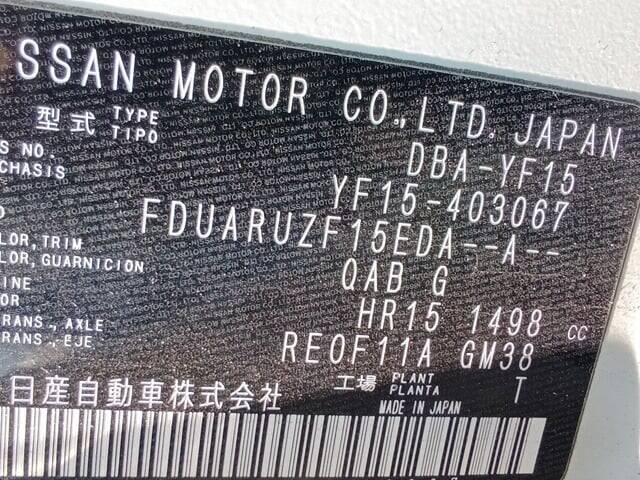 SSAN MOTOR CO.,LTD. JAPAN
型式 TYPE TIPO DBA-YF15
S NO. CHASIS YF15-403067
FDUARUZF15EDA--A--
LOR,TRIM
LOR,GUARNICION QAB G
INE
OR HR15 1498 CC
RANS.,AXLE
RANS.,EJE RE0F11A GM38
日産自動車株式会社 工場 PLANT PLANTA T
MADE IN JAPAN